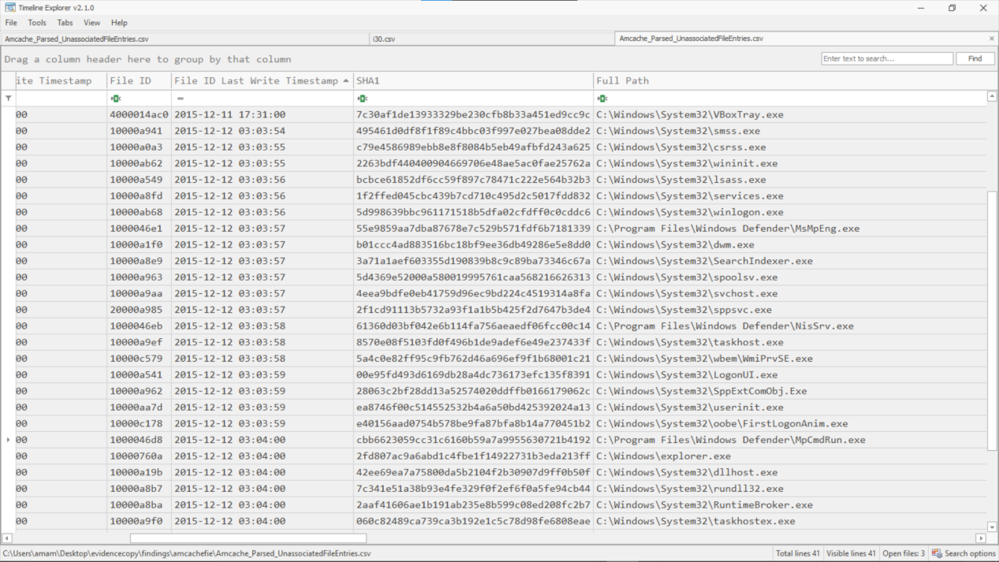 Timeline Explorer v2.1.0
File Tools Tabs View Help
Amcache_Parsed_UnassociatedFileEntries.csv i30.csv Amcache_Parsed_UnassociatedFileEntries.csv
Drag a column header here to group by that column Enter text to search... Find
ite Timestamp File ID File ID Last Write Timestamp SHA1 Full Path
00 4000014ac0 2015-12-11 17:31:00 7c30af1de13933329be230cfb8b33a451ed9cc9c C:\Windows\System32\VBoxTray.exe
00 10000a941 2015-12-12 03:03:54 495461d0df8f1f89c4bbc03f997e027bea08dde2 C:\Windows\System32\smss.exe
00 10000a0a3 2015-12-12 03:03:55 c79e4586989ebb8e8f8084b5eb49afbfd243a625 C:\Windows\System32\csrss.exe
00 10000ab62 2015-12-12 03:03:55 2263bdf440400904669706e48ae5ac0fae25762a C:\Windows\System32\wininit.exe
00 10000a549 2015-12-12 03:03:56 bcbce61852df6cc59f897c78471c222e564b32b3 C:\Windows\System32\lsass.exe
00 10000a8fd 2015-12-12 03:03:56 1f2ffed045cbc439b7cd710c495d2c5017fdd832 C:\Windows\System32\services.exe
00 10000ab68 2015-12-12 03:03:56 5d998639bbc961171518b5dfa02cfdff0c0cddc6 C:\Windows\System32\winlogon.exe
00 1000046e1 2015-12-12 03:03:57 55e9859aa7dba87678e7c529b571fdf6b7181339 C:\Program Files\Windows Defender\MsMpEng.exe
00 10000a1f0 2015-12-12 03:03:57 b01ccc4ad883516bc18bf9ee36db49286e5e8dd0 C:\Windows\System32\dwm.exe
00 10000a8e9 2015-12-12 03:03:57 3a71a1aef603355d190839b8c9c89ba73346c67a C:\Windows\System32\SearchIndexer.exe
00 10000a963 2015-12-12 03:03:57 5d4369e52000a580019995761caa568216626313 C:\Windows\System32\spoolsv.exe
00 10000a9aa 2015-12-12 03:03:57 4eea9bdfe0eb41759d96ec9bd224c4519314a8fa C:\Windows\System32\svchost.exe
00 20000a985 2015-12-12 03:03:57 2f1cd91113b5732a93f1a1b5b425f2d7647b3de4 C:\Windows\System32\sppsvc.exe
00 1000046eb 2015-12-12 03:03:58 61360d03bf042e6b114fa756aeaedf06fcc00c14 C:\Program Files\Windows Defender\NisSrv.exe
00 10000a9ef 2015-12-12 03:03:58 8570e08f5103fd0f496b1de9adef6e49e237433f C:\Windows\System32\taskhost.exe
00 10000c579 2015-12-12 03:03:58 5a4c0e82ff95c9fb762d46a696ef9f1b68001c21 C:\Windows\System32\wbem\WmiPrvSE.exe
00 10000a541 2015-12-12 03:03:59 00e95fd493d6169db28a4dc736173efc135f8391 C:\Windows\System32\LogonUI.exe
00 10000a962 2015-12-12 03:03:59 28063c2bf28dd13a52574020ddffb0166179062c C:\Windows\System32\SppExtComObj.Exe
00 10000aa7d 2015-12-12 03:03:59 ea8746f00c514552532b4a6a50bd425392024a13 C:\Windows\System32\userinit.exe
00 10000c178 2015-12-12 03:03:59 e40156aad0754b578be9fa87bfa8b14a770451b2 C:\Windows\System32\oobe\FirstLogonAnim.exe
00 1000046d8 2015-12-12 03:04:00 cbb6623059cc31c6160b59a7a9955630721b4192 C:\Program Files\Windows Defender\MpCmdRun.exe
00 10000760a 2015-12-12 03:04:00 2fd807ac9a6abd1c4fbe1f14922731b3eda213ff C:\Windows\explorer.exe
00 10000a19b 2015-12-12 03:04:00 42ee69ea7a75800da5b2104f2b30907d9ff0b50f C:\Windows\System32\dllhost.exe
00 10000a8b7 2015-12-12 03:04:00 7c341e51a38b93e4fe329f0f2ef6f0a5fe94cb44 C:\Windows\System32\rundll32.exe
00 10000a8ba 2015-12-12 03:04:00 2aaf41606ae1b191ab235e8b599c08ed208fc2b7 C:\Windows\System32\RuntimeBroker.exe
00 10000a9f0 2015-12-12 03:04:00 060c82489ca739ca3b192e1c5c78d98fe6808eae C:\Windows\System32\taskhostex.exe
C:\Users\amam\Desktop\evidencecopy\findings\amcachefie\Amcache_Parsed_UnassociatedFileEntries.csv Total lines 41 Visible lines 41 Open files: 3 Search options